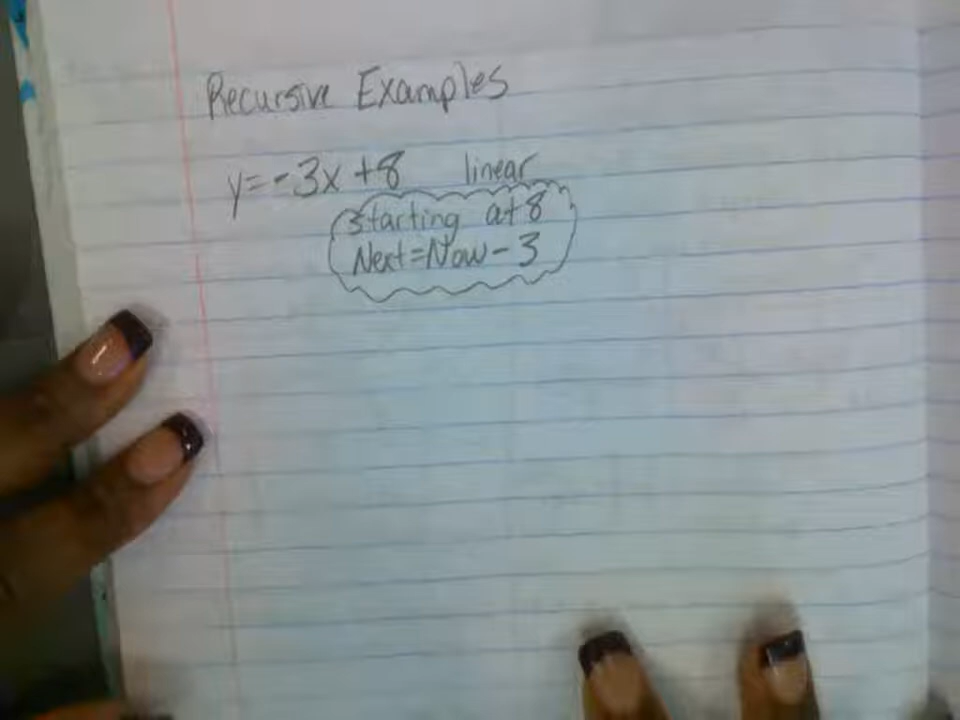 Recursive Examples
y=-3x+8 linear
Starting at 8
Next=Now-3